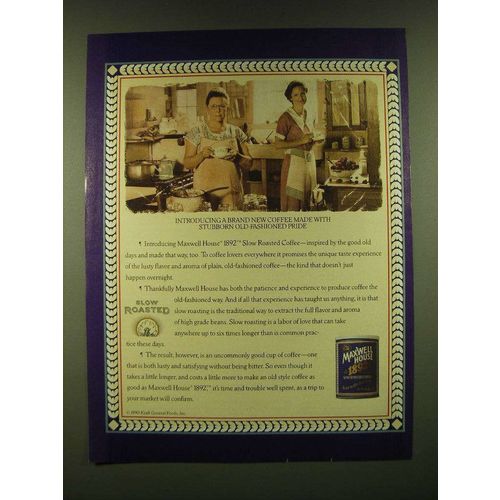 INTRODUCING A BRAND NEW COFFEE MADE WITH
STUBBORN OLD-FASHIONED PRIDE
¶ Introducing Maxwell House® 1892™ Slow Roasted Coffee—inspired by the good old
days and made that way, too. To coffee lovers everywhere it promises the unique taste experience
of the lusty flavor and aroma of plain, old-fashioned coffee—the kind that doesn't just
happen overnight.
¶ Thankfully Maxwell House has both the patience and experience to produce coffee the
old-fashioned way. And if all that experience has taught us anything, it is that
slow roasting is the traditional way to extract the full flavor and aroma
of high grade beans. Slow roasting is a labor of love that can take
anywhere up to six times longer than is common prac-
tice these days.
SLOW
ROASTED
¶ The result, however, is an uncommonly good cup of coffee—one
that is both lusty and satisfying without being bitter. So even though it
takes a little longer, and costs a little more to make an old style coffee as
good as Maxwell House® 1892,™ it's time and trouble well spent, as a trip to
your market will confirm.
MAXWELL
HOUSE
1892
© 1990 Kraft General Foods, Inc.